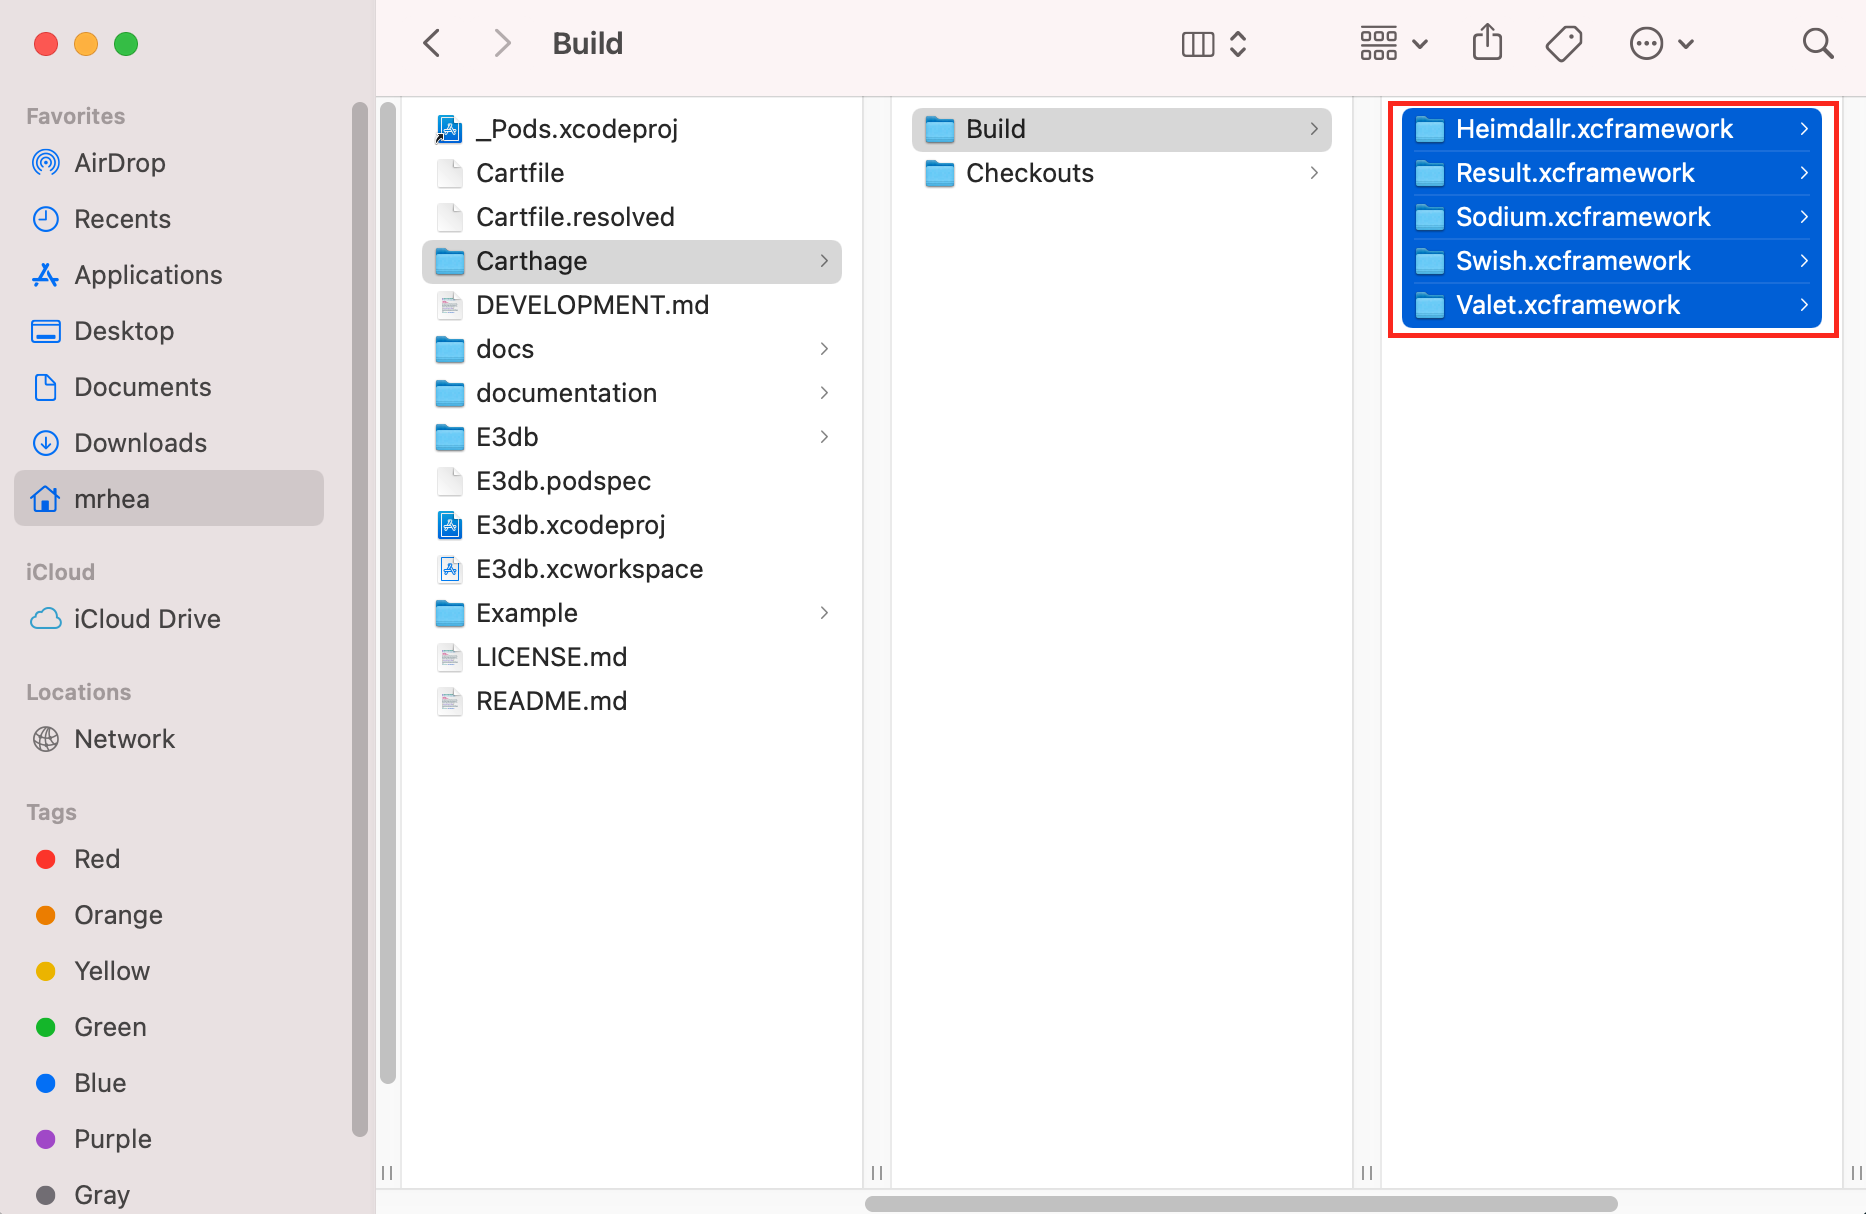 Build
Favorites
AirDrop
Recents
Applications
Desktop
Documents
Downloads
mrhea
iCloud
iCloud Drive
Locations
Network
Tags
Red
Orange
Yellow
Green
Blue
Purple
Gray
_Pods.xcodeproj
Cartfile
Cartfile.resolved
Carthage
DEVELOPMENT.md
docs
documentation
E3db
E3db.podspec
E3db.xcodeproj
E3db.xcworkspace
Example
LICENSE.md
README.md
Build
Checkouts
Heimdallr.xcframework
Result.xcframework
Sodium.xcframework
Swish.xcframework
Valet.xcframework